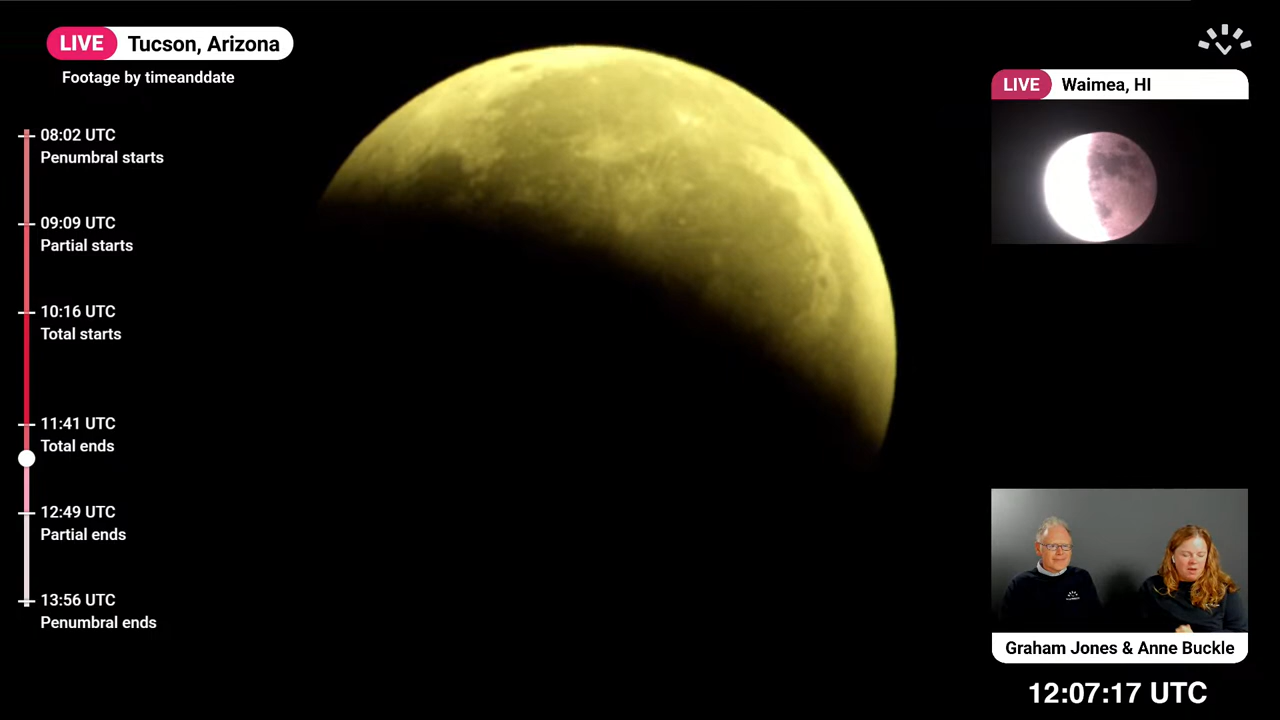 LIVE Tucson, Arizona
Footage by timeanddate
08:02 UTC
Penumbral starts
09:09 UTC
Partial starts
10:16 UTC
Total starts
11:41 UTC
Total ends
12:49 UTC
Partial ends
13:56 UTC
Penumbral ends
LIVE Waimea, HI
Graham Jones & Anne Buckle
12:07:17 UTC